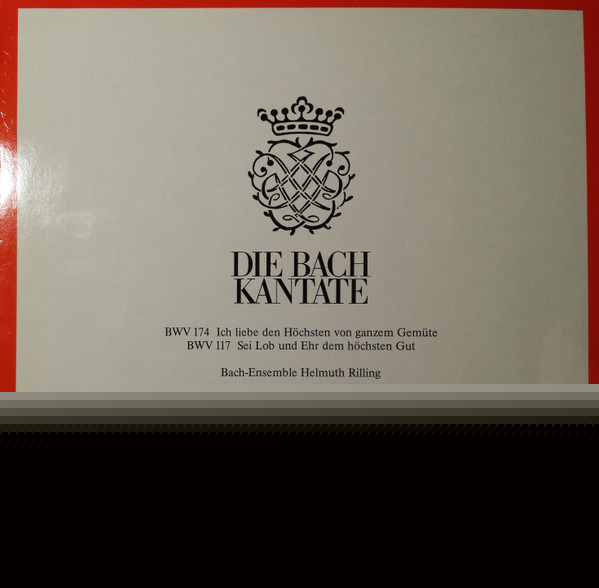 DIE BACH
KANTATE
BWV 174 Ich liebe den Höchsten von ganzem Gemüte
BWV 117 Sei Lob und Ehr dem höchsten Gut
Bach-Ensemble Helmuth Rilling